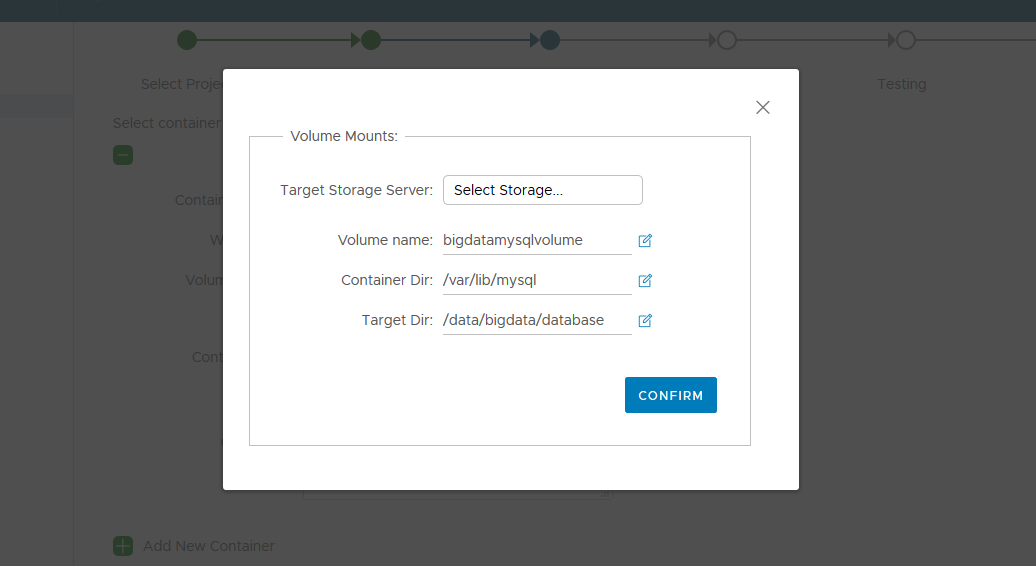 Select Proje
Testing
Select container
Volume Mounts:
Contain
Target Storage Server: Select Storage...
W
Volume name: bigdatamysqlvolume
Volum
Container Dir: /var/lib/mysql
Target Dir: /data/bigdata/database
Cont
CONFIRM
Add New Container